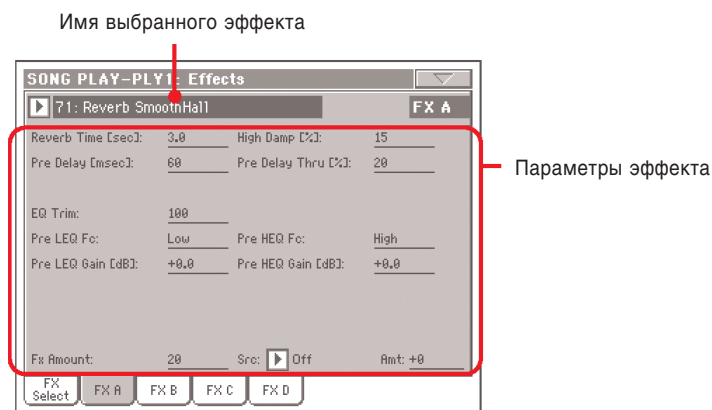 Имя выбранного эффекта
SONG PLAY-PLY1: Effects
71: Reverb SmoothHall FX A
Reverb Time [sec]: 3.0 High Damp [%]: 15
Pre Delay [msec]: 60 Pre Delay Thru [%]: 20
EQ Trim: 100
Pre LEQ Fc: Low Pre HEQ Fc: High
Pre LEQ Gain [dB]: +0.0 Pre HEQ Gain [dB]: +0.0
Fx Amount: 20 Src: Off Amt: +0
FX Select FX A FX B FX C FX D
Параметры эффекта